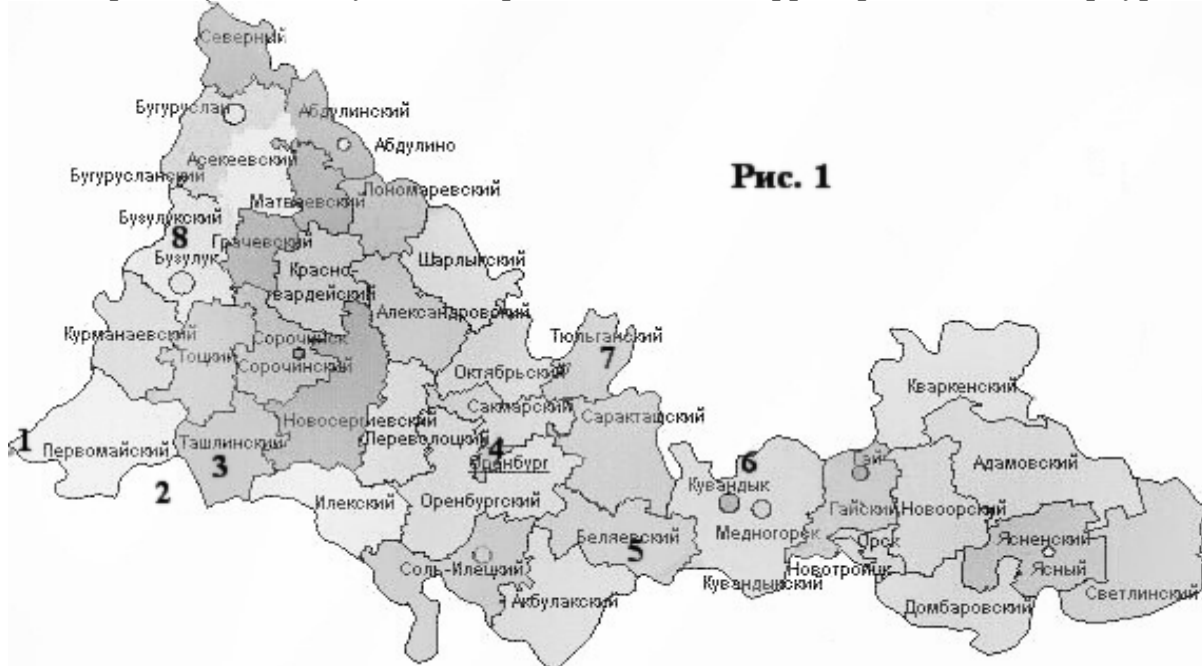 Северный
Бугуруслан
Абдулинский
Абдулино
Асекеевский
Бугурусланский
Матвеевский
Пономаревский
Рис. 1
Бузулукский
8
Грачевский
Бузулук
Шарлыкский
Красно-
гвардейский
Александровский
Курманаевский
Тоцкий
Сорочинск
Сорочинский
Тюльганский
7
Октябрьский
Кваркенский
Сакмарский
Саракташский
Новосергиевский
1
Первомайский
Ташлинский
Переволоцкий
4
3
Оренбург
6
Гай
Адамовский
2
Кувандык
Илекский
Оренбургский
Медногорск
Гайский
Новоорский
Беляевский
5
Орск
Ясненский
Соль-Илецкий
Новотройцк
Ясный
Кувандыкский
Акбулакский
Домбаровский
Светлинский